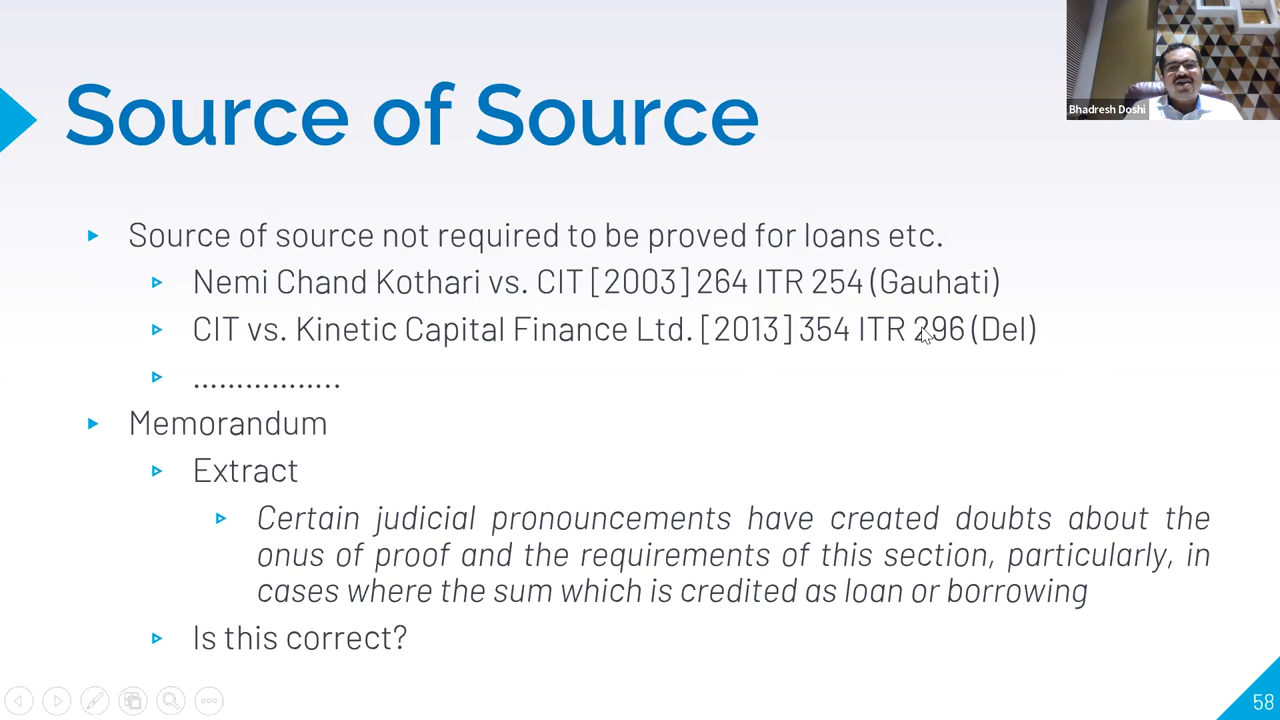 Bhadresh Doshi
Source of Source
Source of source not required to be proved for loans etc.
Nemi Chand Kothari vs. CIT [2003] 264 ITR 254 (Gauhati)
CIT vs. Kinetic Capital Finance Ltd. [2013] 354 ITR 296 (Del)
……………..
Memorandum
Extract
Certain judicial pronouncements have created doubts about the
onus of proof and the requirements of this section, particularly, in
cases where the sum which is credited as loan or borrowing
Is this correct?
58